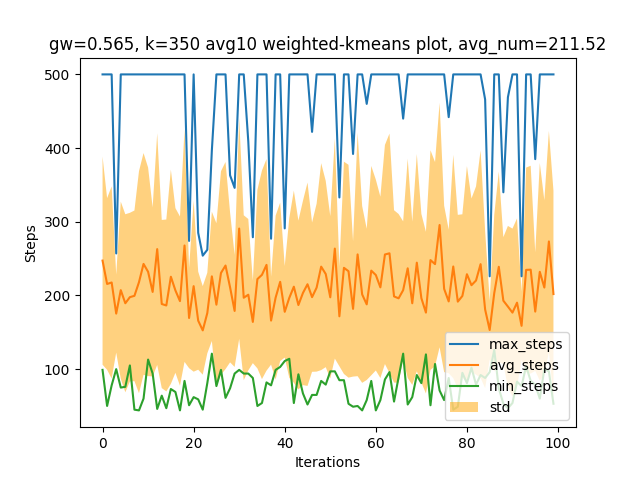 gw=0.565, k=350 avg10 weighted-kmeans plot, avg_num=211.52
500
400
300
200
100
Steps
0
20
40
60
80
100
Iterations
max_steps
avg_steps
min_steps
std